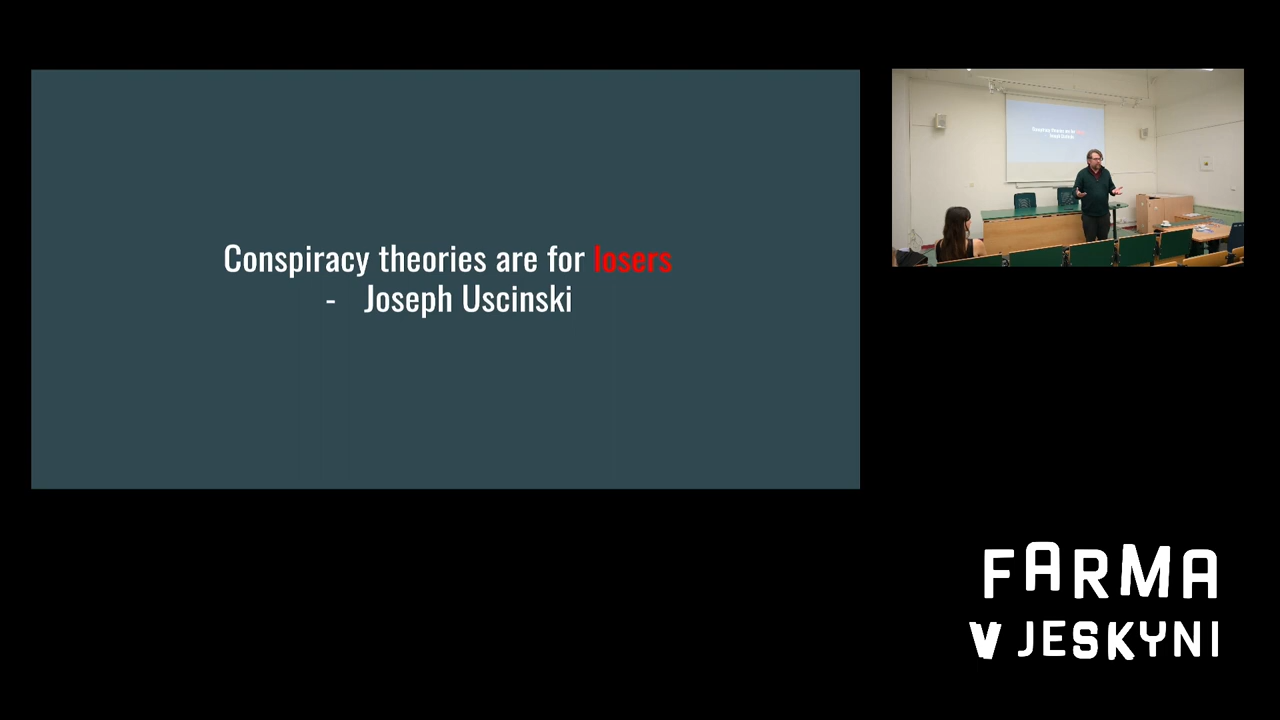 Conspiracy theories are for losers
- Joseph Uscinski
FARMA
V JESKYNI